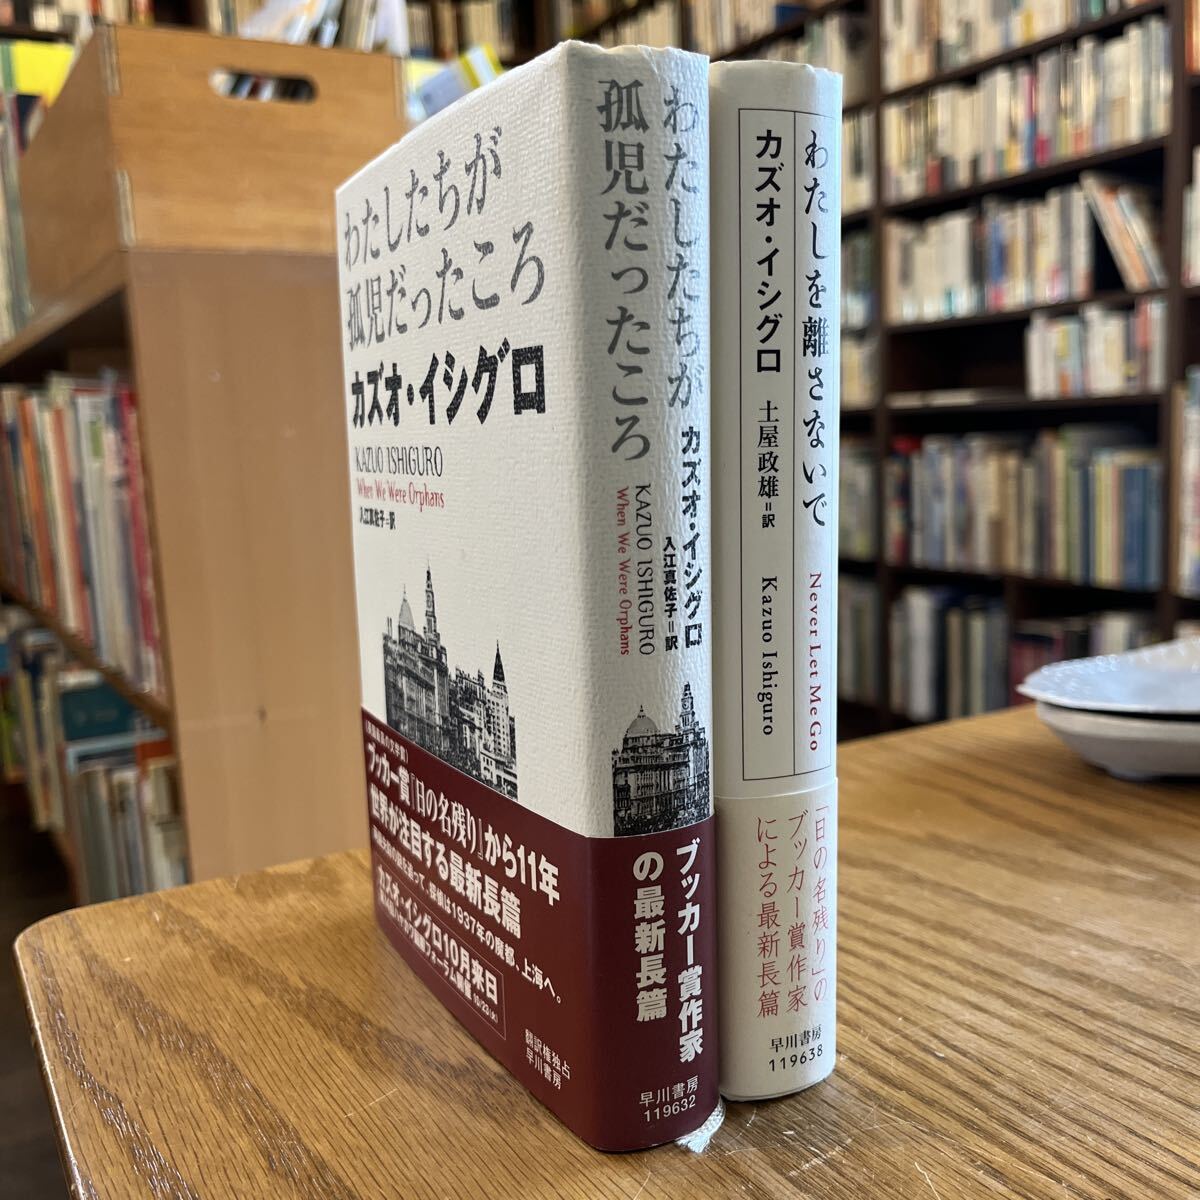 わたしたちが
孤児だったころ
カズオ・イシグロ
KAZUO ISHIGURO
When We Were Orphans
入江真佐子=訳
ブッカー賞『日の名残り』から11年
世界が注目する最新長篇
探偵は1937年の魔都、上海へ。
カズオ・イシグロ10月来日
10/23(火)
翻訳権独占
早川書房
わたしたちが
孤児だったころ
KAZUO ISHIGURO
When We Were Orphans
カズオ・イシグロ
入江真佐子=訳
ブッカー賞作家
の最新長篇
早川書房
119632
わたしを離さないで
Never Let Me Go
カズオ・イシグロ
土屋政雄=訳
Kazuo Ishiguro
「日の名残り」の
ブッカー賞作家
による最新長篇
早川書房
119638